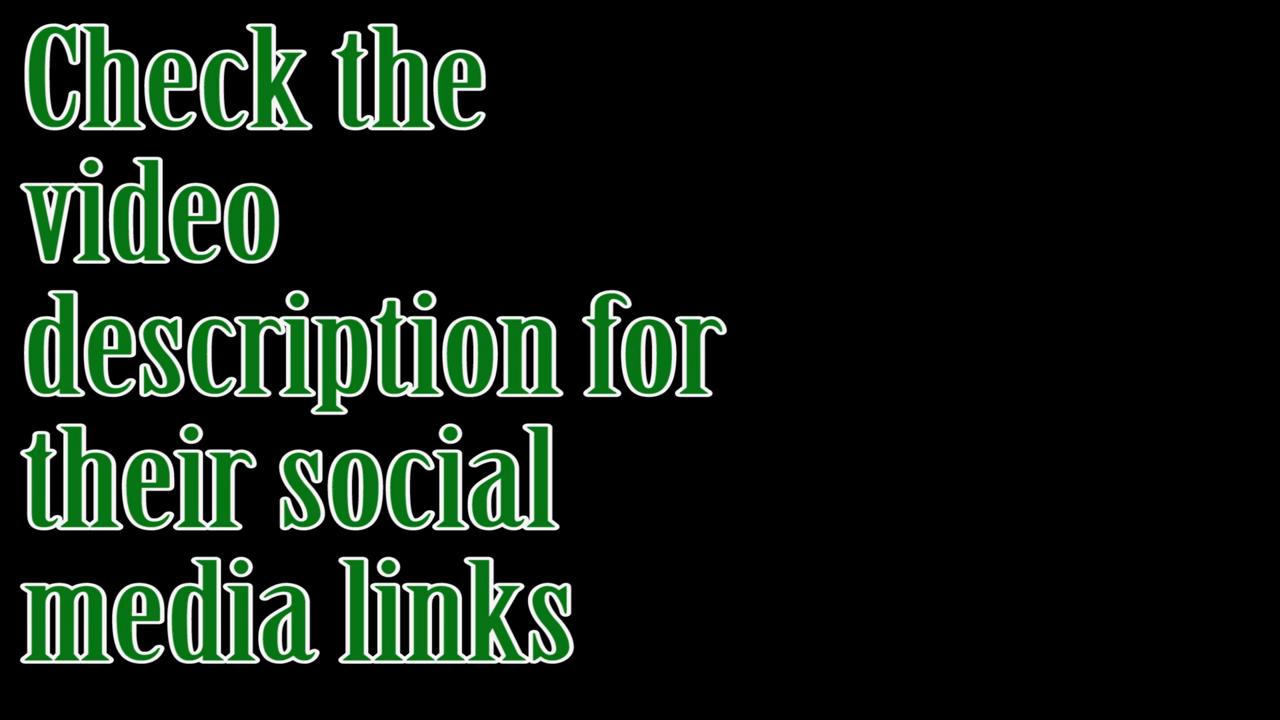 Check the
video
description for
their social
media links